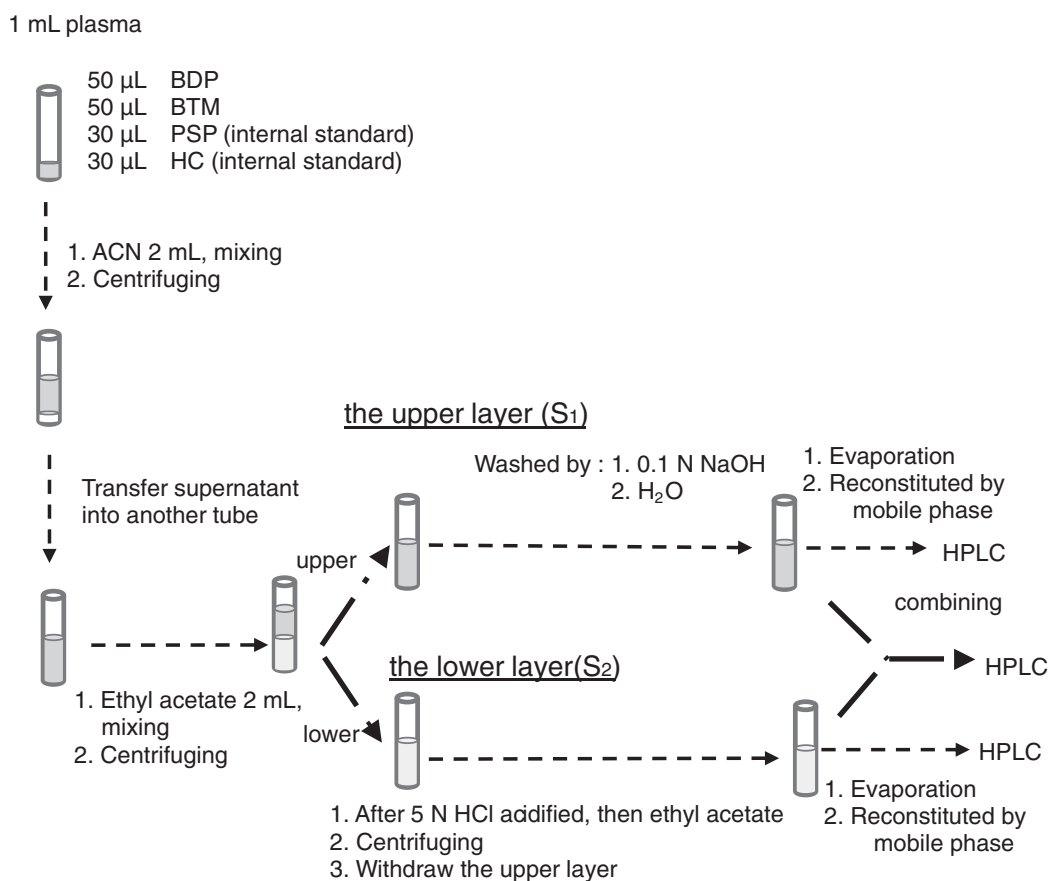 1 mL plasma
50 µL BDP
50 µL BTM
30 µL PSP (internal standard)
30 µL HC (internal standard)
1. ACN 2 mL, mixing
2. Centrifuging
Transfer supernatant
into another tube
1. Ethyl acetate 2 mL,
mixing
2. Centrifuging
the upper layer (S1)
upper
Washed by : 1. 0.1 N NaOH
2. H₂O
1. Evaporation
2. Reconstituted by
mobile phase
HPLC
combining
HPLC
the lower layer(S₂)
lower
1. After 5 N HCl acidified, then ethyl acetate
2. Centrifuging
3. Withdraw the upper layer
HPLC
1. Evaporation
2. Reconstituted by
mobile phase